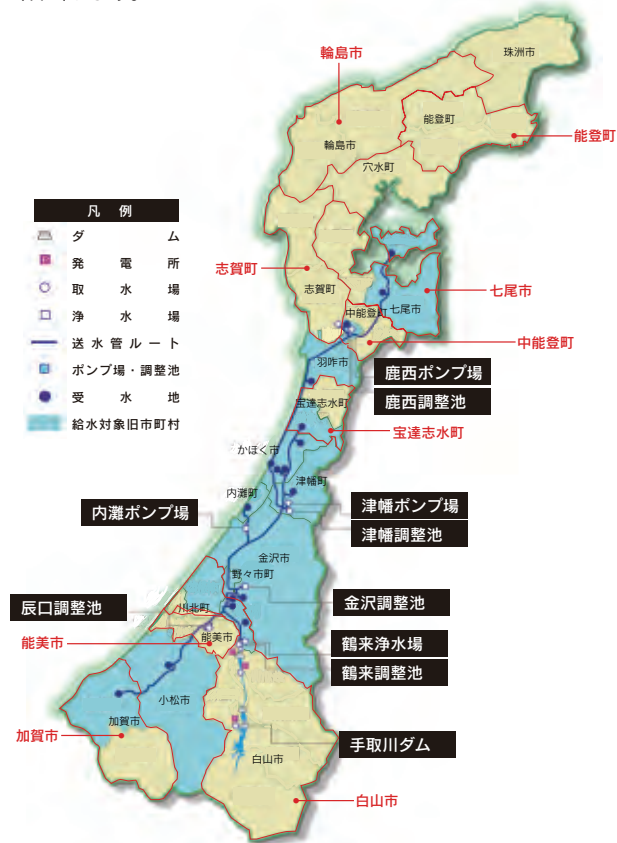 珠洲市
輪島市
能登町
能登町
輪島市
穴水町
凡例
ダム
発電所
取水場
浄水場
送水管ルート
ポンプ場・調整池
受水地
給水対象旧市町村
志賀町
志賀町
七尾市
七尾市
中能登町
中能登町
羽咋市
鹿西ポンプ場
鹿西調整池
宝達志水町
宝達志水町
かほく市
津幡町
内灘町
内灘ポンプ場
津幡ポンプ場
津幡調整池
金沢市
野々市町
辰口調整池
川北町
金沢調整池
能美市
能美市
鶴来浄水場
鶴来調整池
小松市
加賀市
加賀市
手取川ダム
白山市
白山市